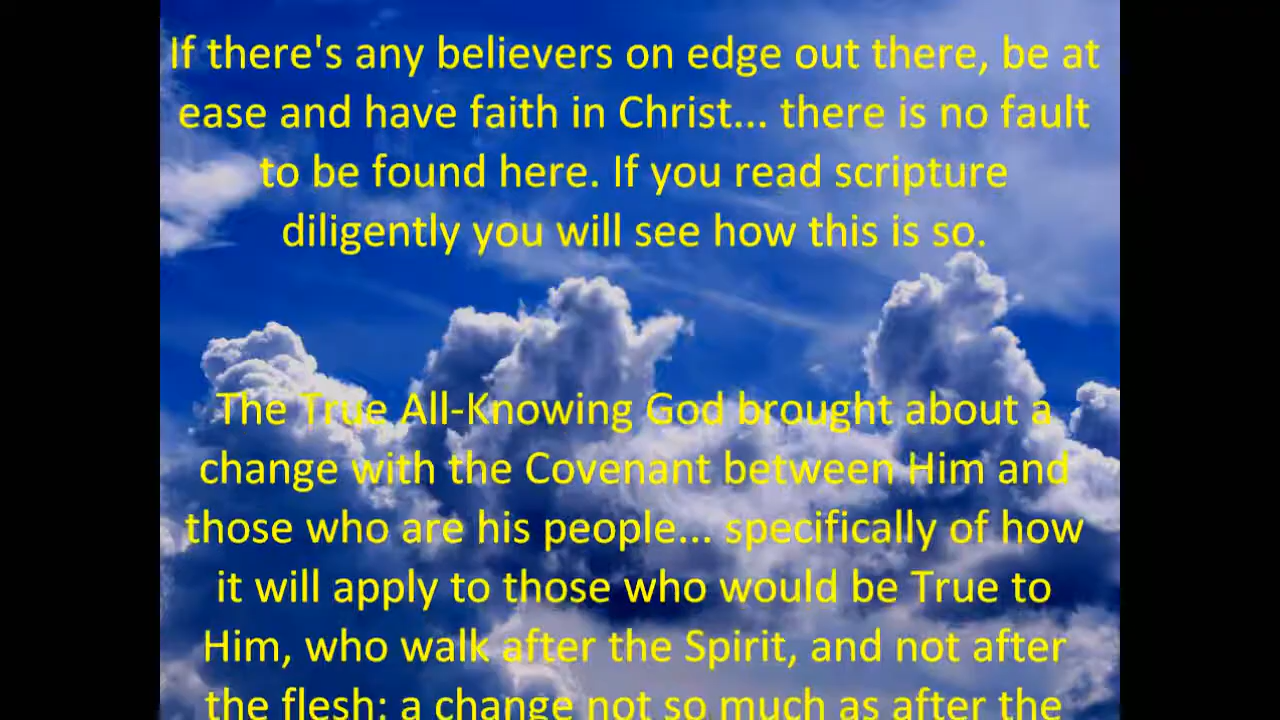 If there's any believers on edge out there, be at
ease and have faith in Christ... there is no fault
to be found here. If you read scripture
diligently you will see how this is so.
The True All-Knowing God brought about a
change with the Covenant between Him and
those who are his people... specifically of how
it will apply to those who would be True to
Him, who walk after the Spirit, and not after
the flesh: a change not so much as after the